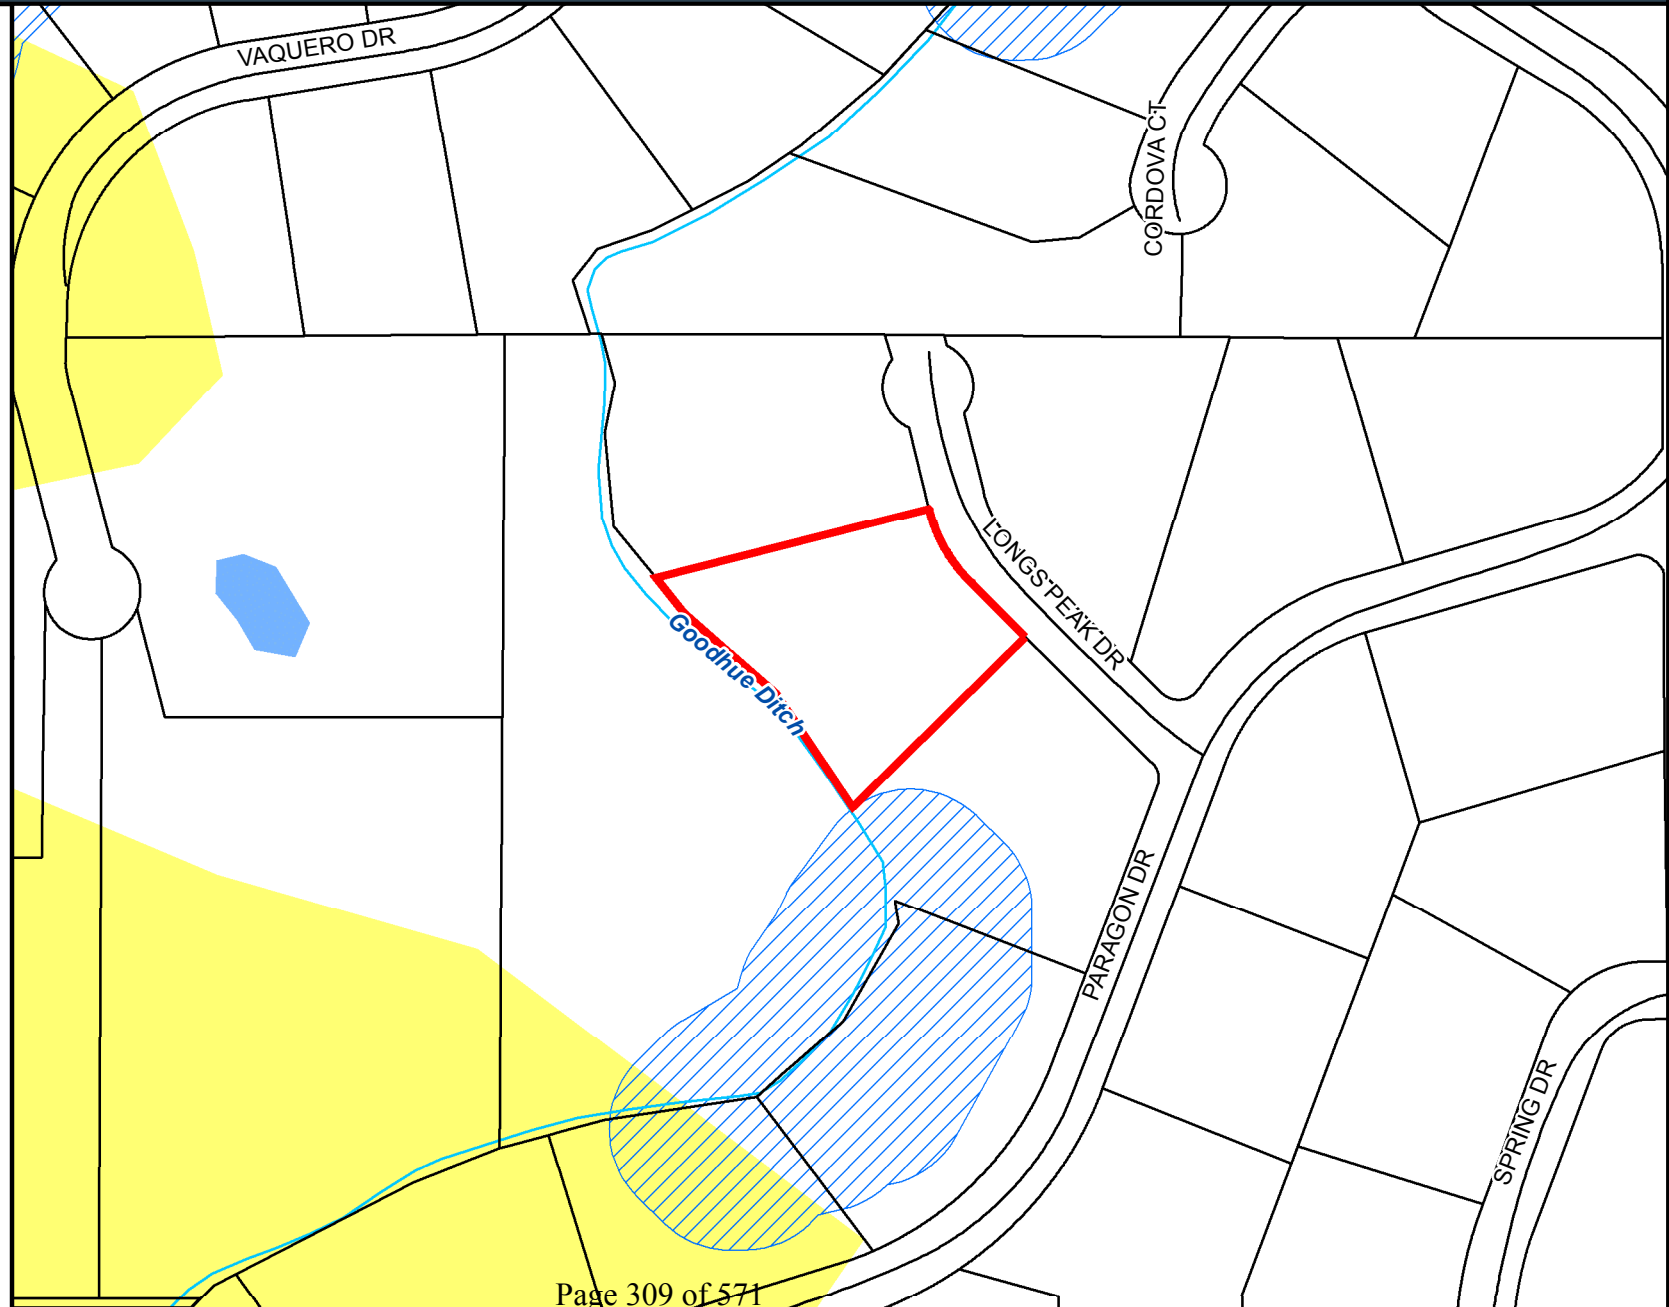 VAQUERO DR
CORDOVA CT
LONGS PEAK DR
Goodhue Ditch
PARAGON DR
SPRING DR
Page 309 of 571